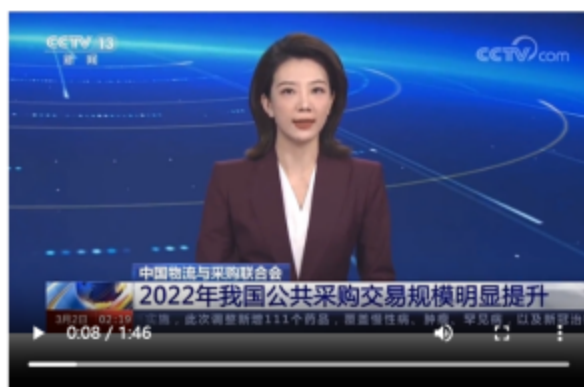 CCTV 13
新闻
CCTV.com
中国物流与采购联合会
2022年我国公共采购交易规模明显提升
3月2日 02:19 实施，此次调整新增111个药品，覆盖慢性病、肿瘤、罕见病，以及新冠治
0:08 / 1:46